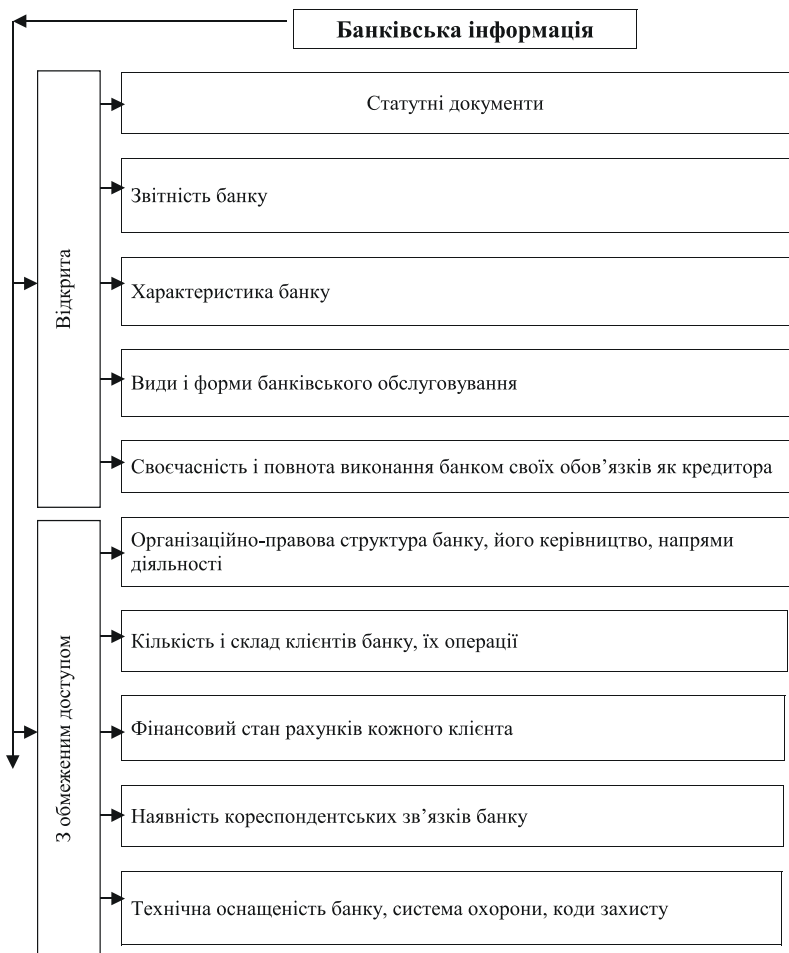 Банківська інформація
Відкрита
Статутні документи
Звітність банку
Характеристика банку
Види і форми банківського обслуговування
Своєчасність і повнота виконання банком своїх обов’язків як кредитора
З обмеженим доступом
Організаційно-правова структура банку, його керівництво, напрями
діяльності
Кількість і склад клієнтів банку, їх операції
Фінансовий стан рахунків кожного клієнта
Наявність кореспондентських зв’язків банку
Технічна оснащеність банку, система охорони, коди захисту